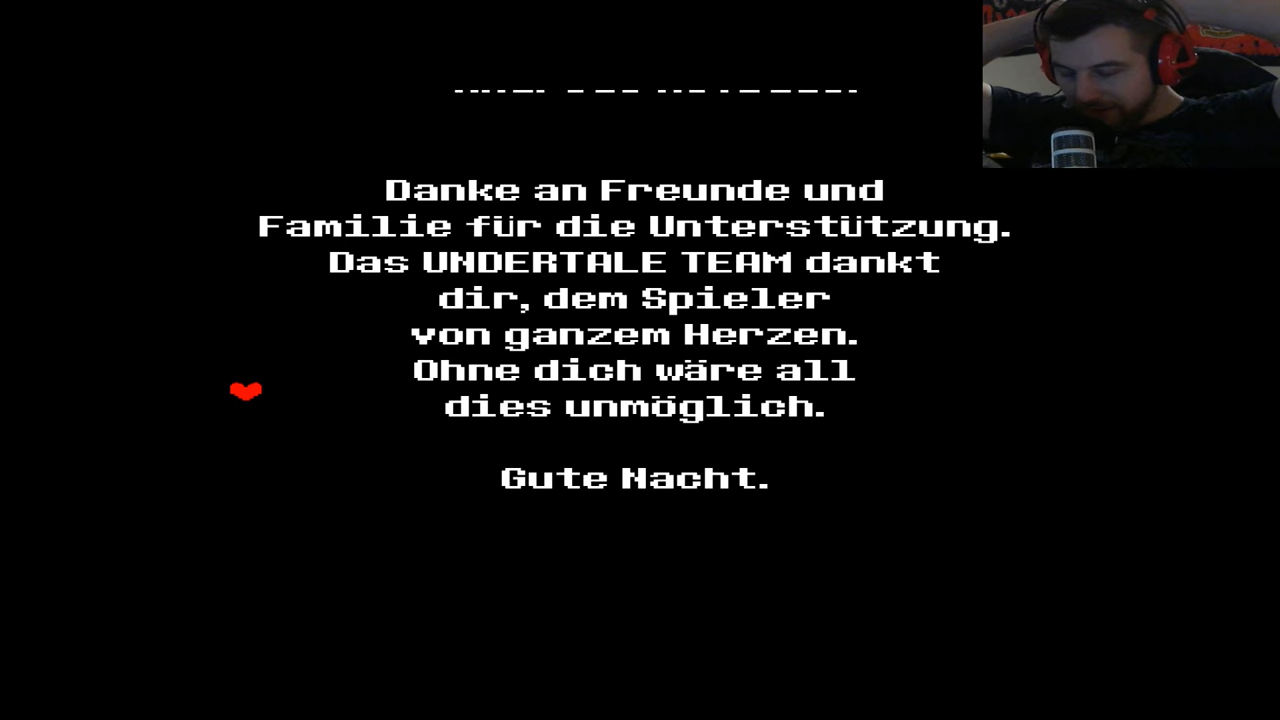 Danke an Freunde und
Familie für die Unterstützung.
Das UNDERTALE TEAM dankt
dir, dem Spieler
von ganzem Herzen.
Ohne dich wäre all
dies unmöglich.
Gute Nacht.